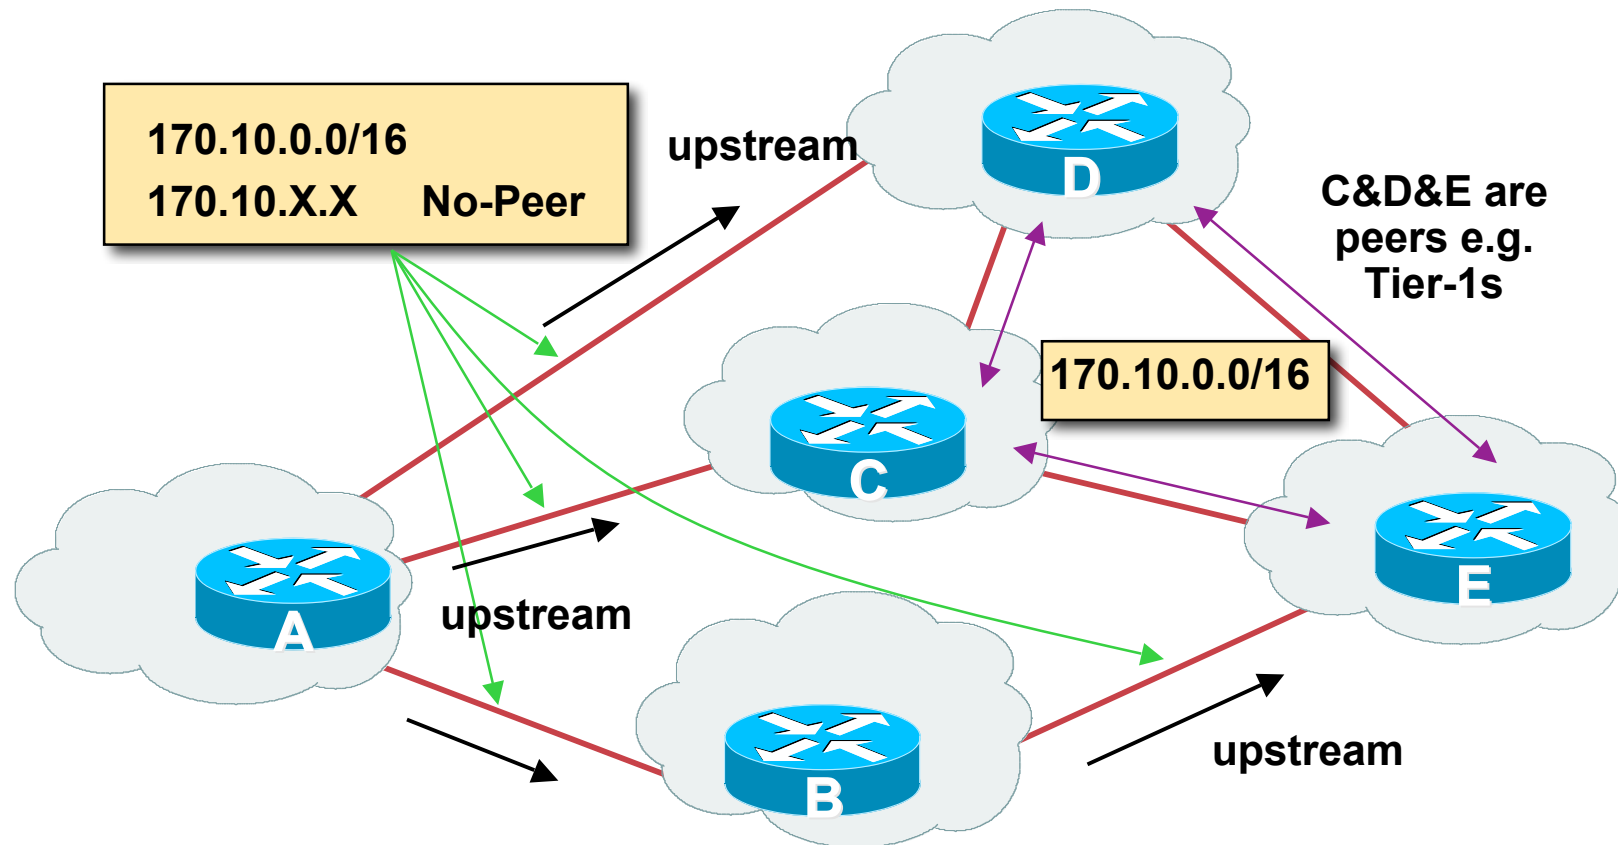 170.10.0.0/16
170.10.X.X No-Peer
upstream
D
C&D&E are
peers e.g.
Tier-1s
170.10.0.0/16
C
E
A
upstream
B
upstream